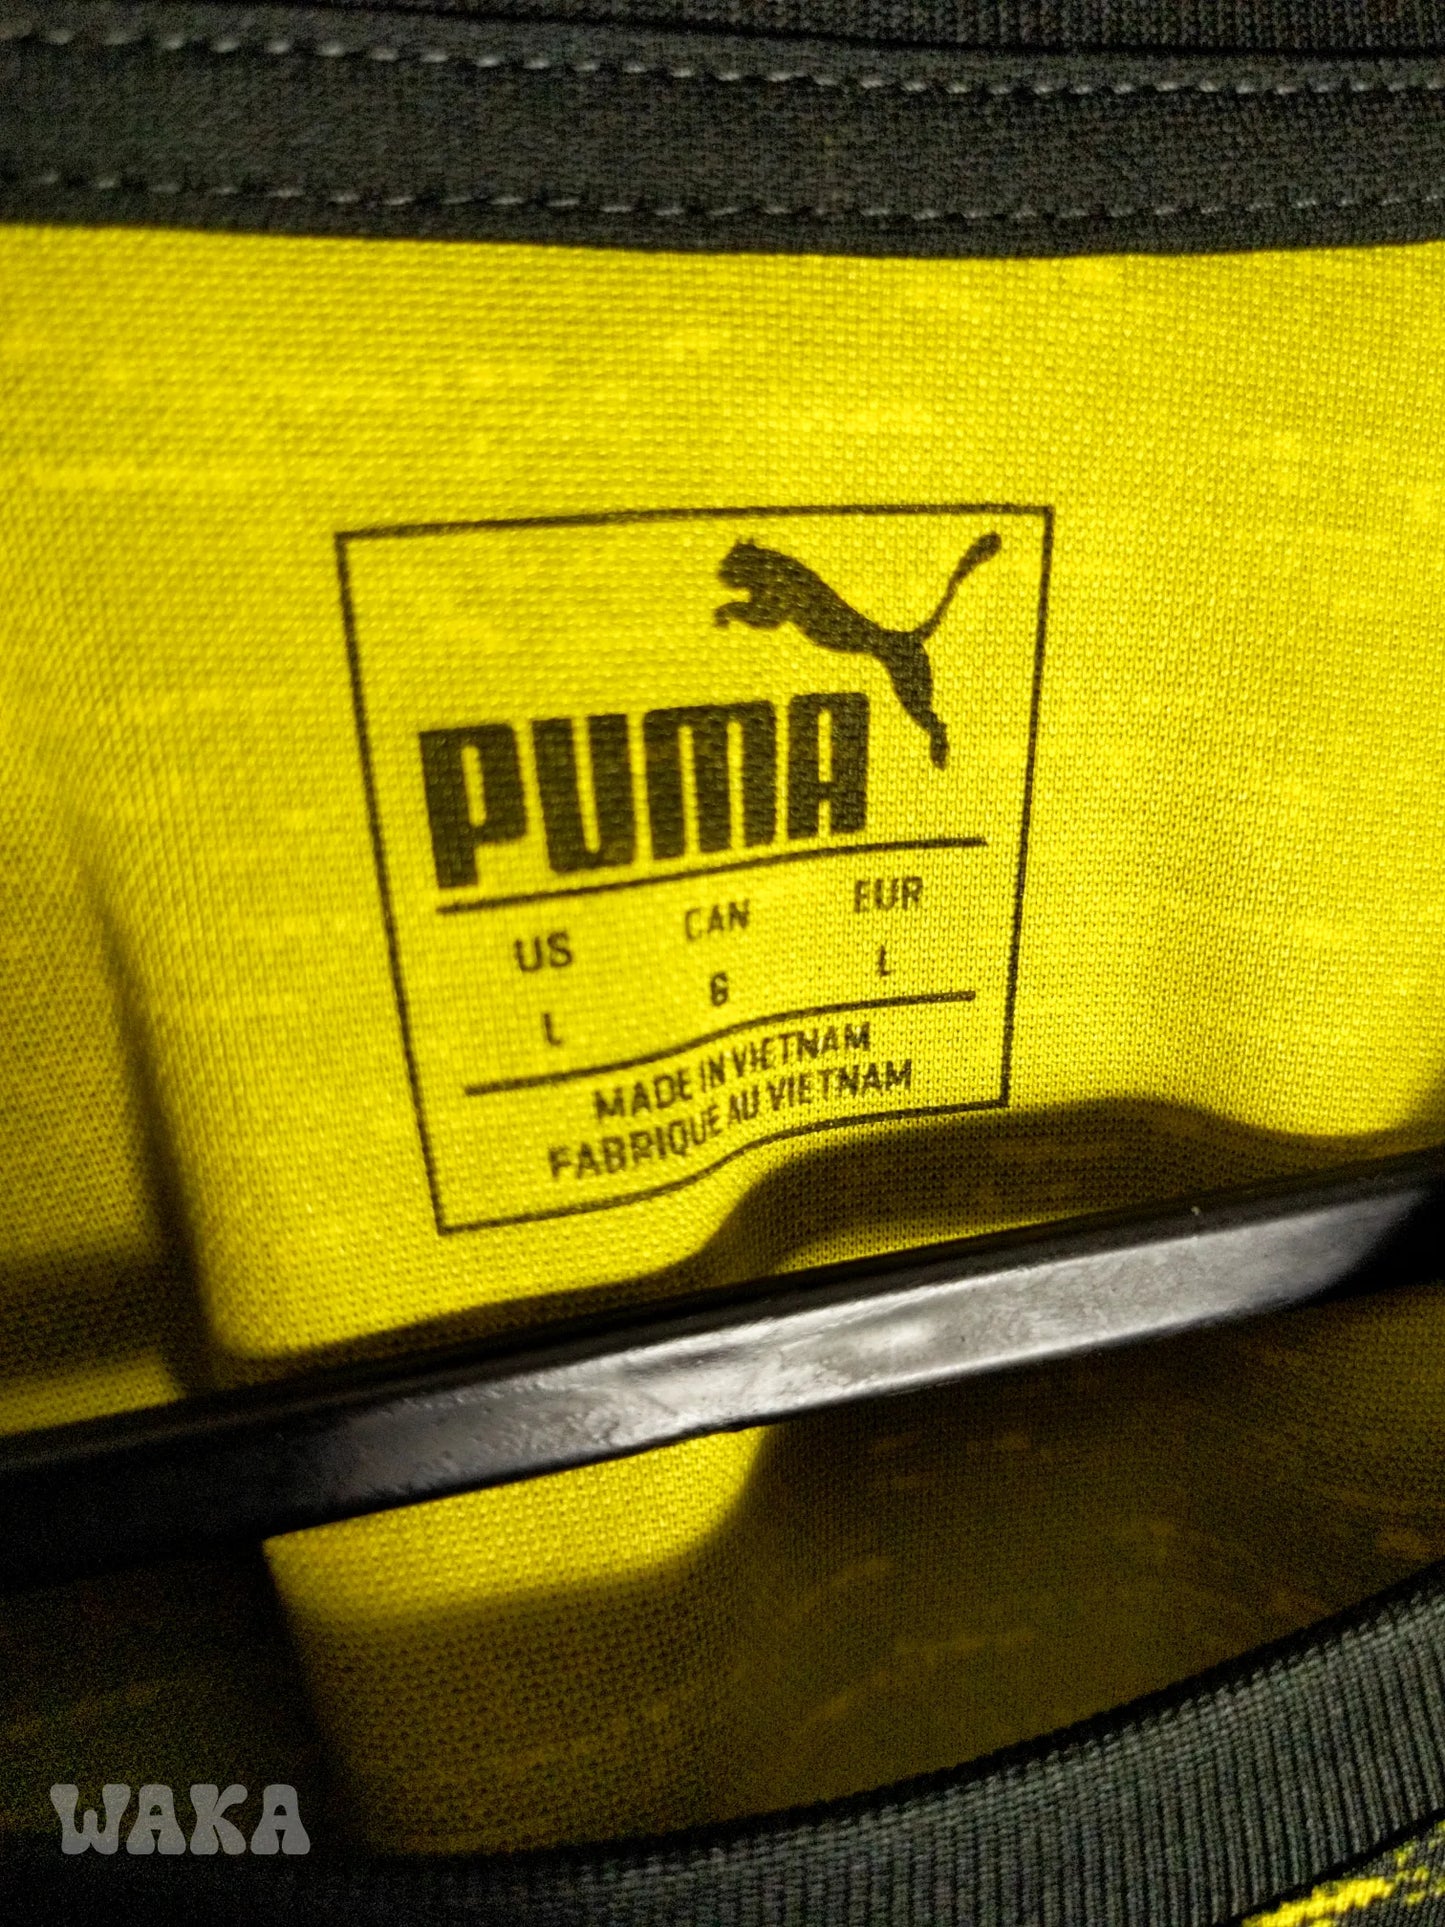 PUMA
US CAN EUR
L G L
MADE IN VIETNAM
FABRIQUE AU VIETNAM
WAKA